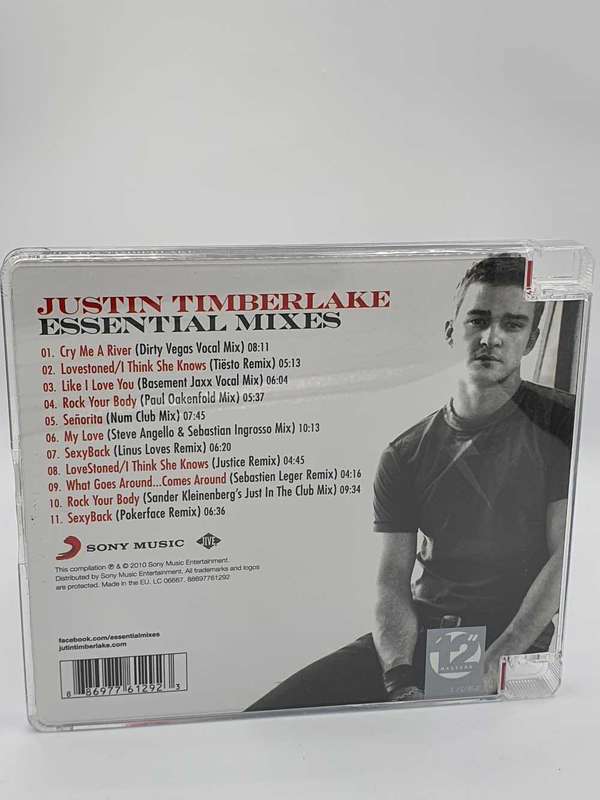 JUSTIN TIMBERLAKE
ESSENTIAL MIXES
01. Cry Me A River (Dirty Vegas Vocal Mix) 08:11
02. Lovestoned/I Think She Knows (Tiësto Remix) 05:13
03. Like I Love You (Basement Jaxx Vocal Mix) 06:04
04. Rock Your Body (Paul Oakenfold Mix) 05:37
05. Señorita (Num Club Mix) 07:45
06. My Love (Steve Angello & Sebastian Ingrosso Mix) 10:13
07. SexyBack (Linus Loves Remix) 06:20
08. LoveStoned/I Think She Knows (Justice Remix) 04:45
09. What Goes Around...Comes Around (Sebastien Leger Remix) 04:16
10. Rock Your Body (Sander Kleinenberg's Just In The Club Mix) 09:34
11. SexyBack (Pokerface Remix) 06:36
SONY MUSIC JIVE
This compilation ℗ & © 2010 Sony Music Entertainment.
Distributed by Sony Music Entertainment. All trademarks and logos
are protected. Made in the EU. LC 06667. 88697761292
facebook.com/essentialmixes
jutintimberlake.com
8 86977 61292 3
12"
MASTERS